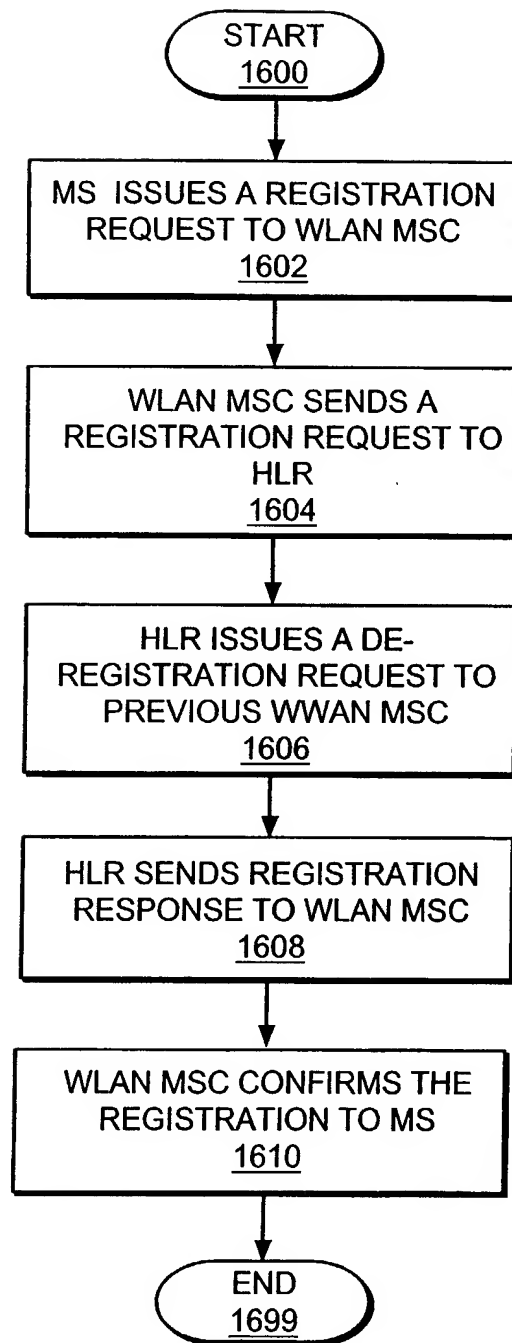 START
1600
MS ISSUES A REGISTRATION
REQUEST TO WLAN MSC
1602
WLAN MSC SENDS A
REGISTRATION REQUEST TO
HLR
1604
HLR ISSUES A DE-
REGISTRATION REQUEST TO
PREVIOUS WWAN MSC
1606
HLR SENDS REGISTRATION
RESPONSE TO WLAN MSC
1608
WLAN MSC CONFIRMS THE
REGISTRATION TO MS
1610
END
1699